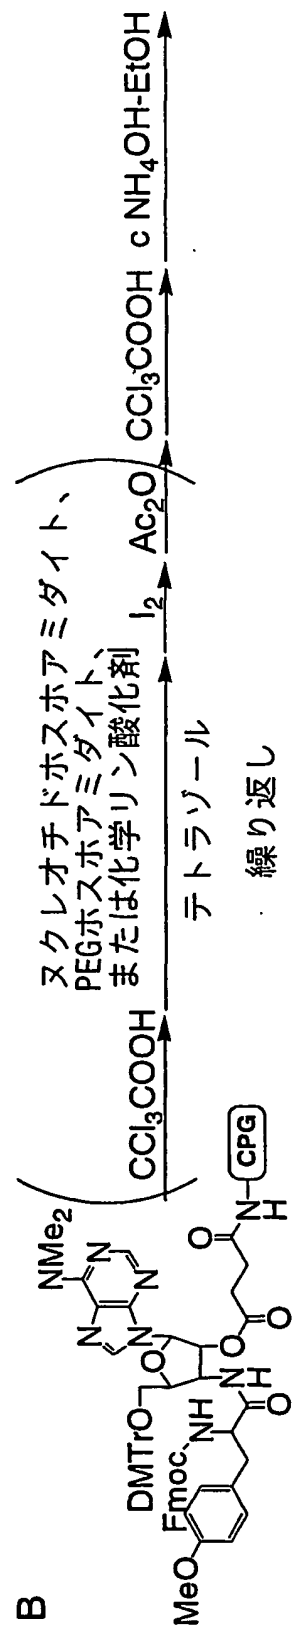 B
DMTrO
NMe2
N
N
N
N
O
Fmoc
NH
MeO
O
N
H
O
O
O
N
H
CPG
CCl3COOH
ヌクレオチドホスホアミダイト、
PEGホスホアミダイト、
または化学リン酸化剤
テトラゾール
I2
Ac2O
繰り返し
CCl3COOH
c NH4OH-EtOH